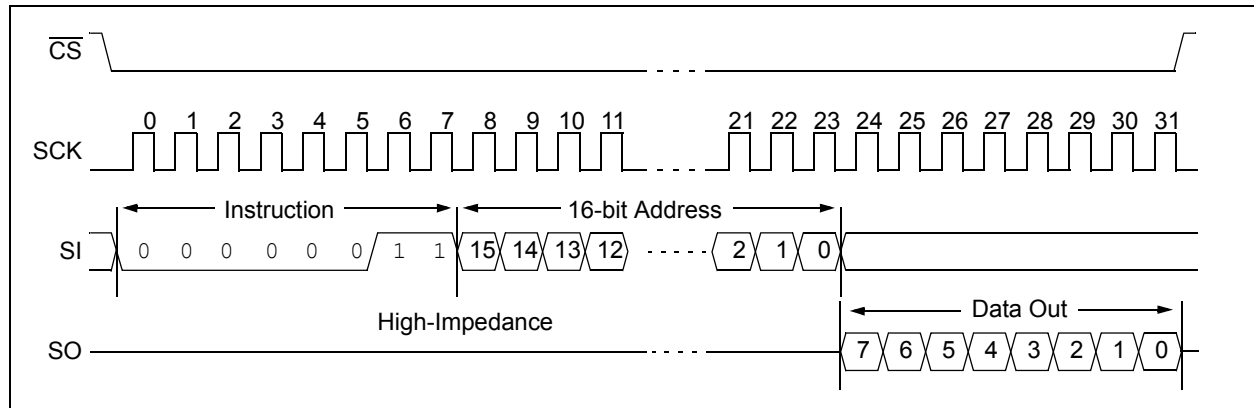 CS
0 1 2 3 4 5 6 7 8 9 10 11 21 22 23 24 25 26 27 28 29 30 31
SCK
Instruction 16-bit Address
SI 0 0 0 0 0 0 1 1 15 14 13 12 2 1 0
Data Out
High-Impedance
SO 7 6 5 4 3 2 1 0